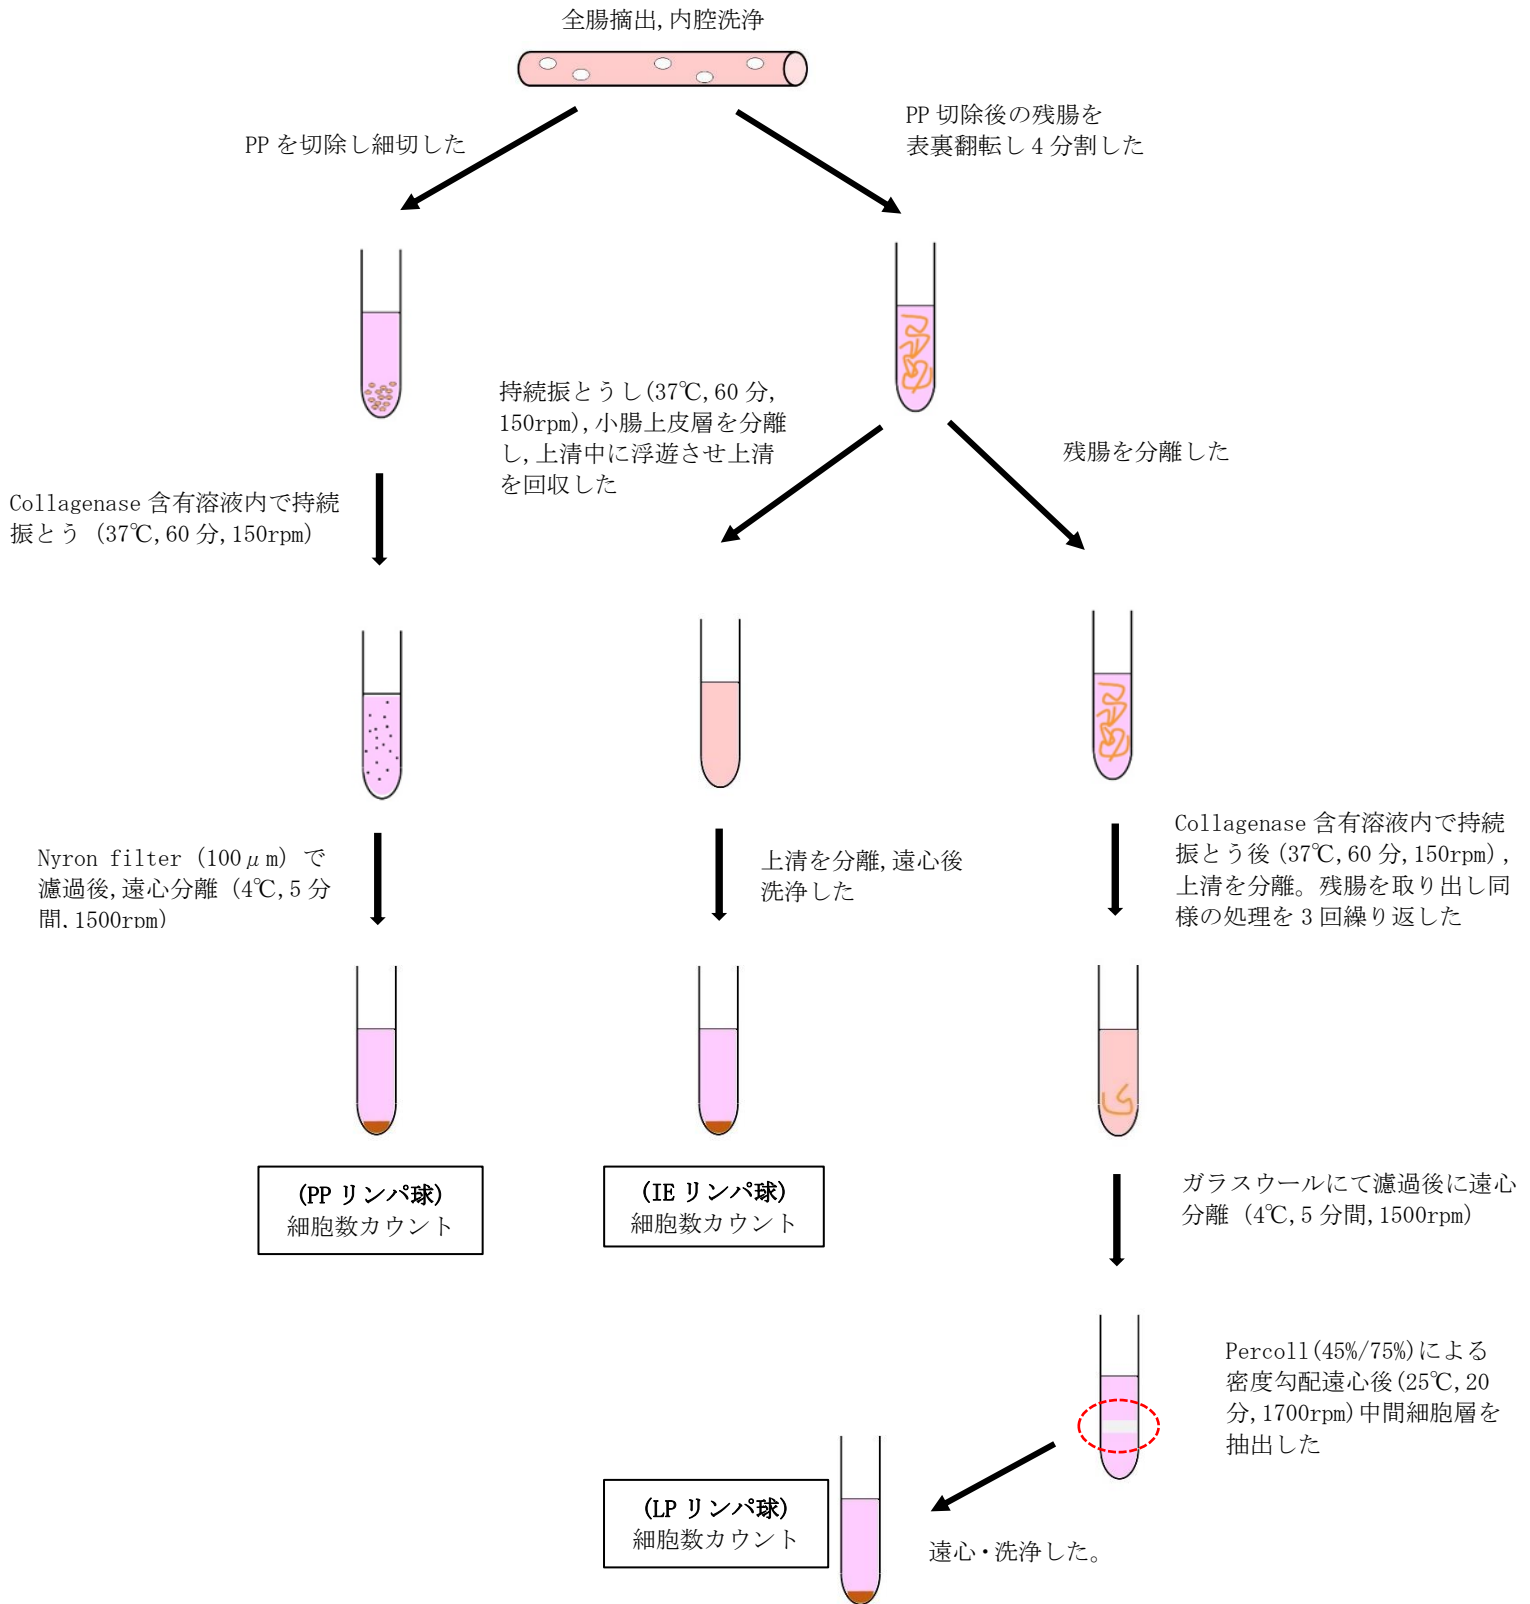 全腸摘出,内腔洗浄
PP を切除し細切した
PP 切除後の残腸を
表裏翻転し 4 分割した
持続振とうし(37℃,60 分,
150rpm),小腸上皮層を分離
し,上清中に浮遊させ上清
を回収した
残腸を分離した
Collagenase 含有溶液内で持続
振とう (37℃,60 分,150rpm)
Nyron filter (100μm) で
濾過後,遠心分離 (4℃,5 分
間,1500rpm)
上清を分離,遠心後
洗浄した
Collagenase 含有溶液内で持続
振とう後 (37℃,60 分,150rpm),
上清を分離。残腸を取り出し同
様の処理を 3 回繰り返した
(PP リンパ球)
細胞数カウント
(IE リンパ球)
細胞数カウント
ガラスウールにて濾過後に遠心
分離 (4℃,5 分間,1500rpm)
Percoll(45%/75%)による
密度勾配遠心後(25℃,20
分,1700rpm)中間細胞層を
抽出した
(LP リンパ球)
細胞数カウント
遠心・洗浄した。